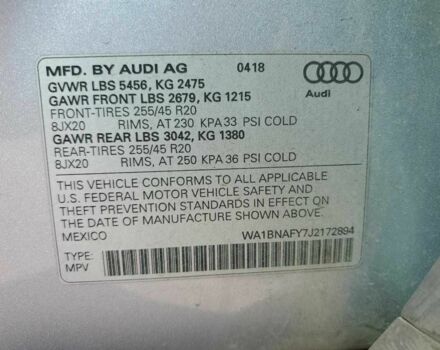 MFD. BY AUDI AG 0418
GVWR LBS 5456, KG 2475
GAWR FRONT LBS 2679, KG 1215
FRONT-TIRES 255/45 R20
8JX20 RIMS, AT 230 KPA 33 PSI COLD
GAWR REAR LBS 3042, KG 1380
REAR-TIRES 255/45 R20
8JX20 RIMS, AT 250 KPA 36 PSI COLD
Audi
THIS VEHICLE CONFORMS TO ALL APPLICABLE
U.S. FEDERAL MOTOR VEHICLE SAFETY AND
THEFT PREVENTION STANDARDS IN EFFECT ON
THE DATE OF MANUFACTURE SHOWN ABOVE.
MEXICO WA1BNAFY7J2172894
TYPE:
MPV